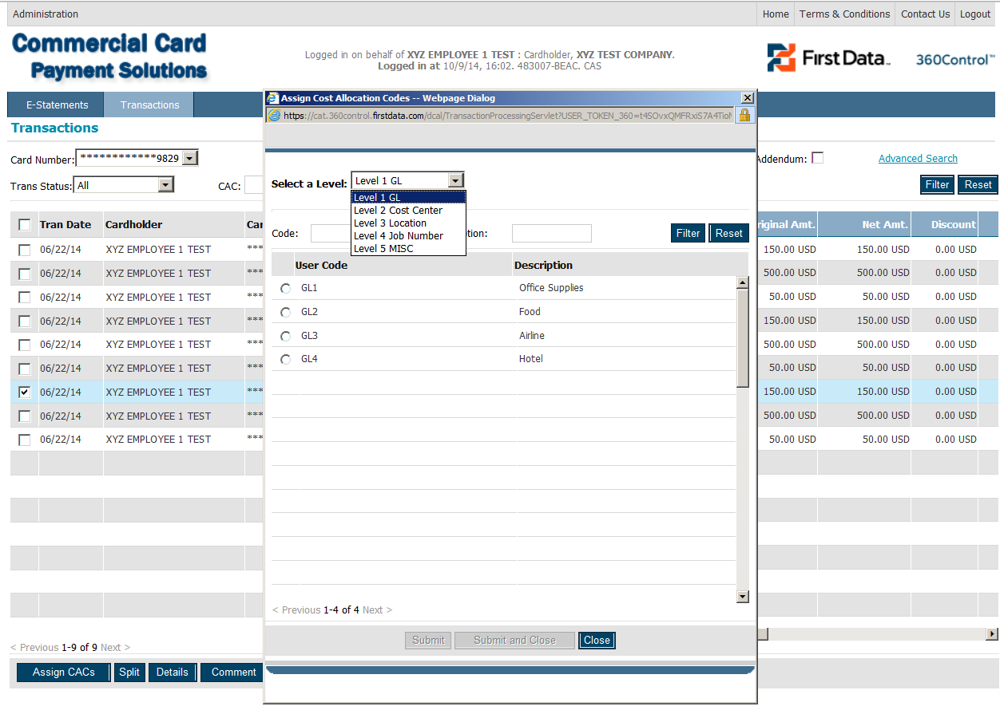 Administration
Home
Terms & Conditions
Contact Us
Logout
Commercial Card
Payment Solutions
Logged in on behalf of XYZ EMPLOYEE 1 TEST : Cardholder, XYZ TEST COMPANY.
Logged in at 10/9/14, 16:02. 483007-BEAC. CAS
First Data™
360Control™
E-Statements
Transactions
Transactions
Card Number: ************9829
Addendum:
Advanced Search
Trans Status: All
CAC:
Filter
Reset
Tran Date Cardholder Car
06/22/14 XYZ EMPLOYEE 1 TEST ***
06/22/14 XYZ EMPLOYEE 1 TEST ***
06/22/14 XYZ EMPLOYEE 1 TEST ***
06/22/14 XYZ EMPLOYEE 1 TEST ***
06/22/14 XYZ EMPLOYEE 1 TEST ***
06/22/14 XYZ EMPLOYEE 1 TEST ***
06/22/14 XYZ EMPLOYEE 1 TEST ***
06/22/14 XYZ EMPLOYEE 1 TEST ***
06/22/14 XYZ EMPLOYEE 1 TEST ***
< Previous 1-9 of 9 Next >
Assign CACs
Split
Details
Comment
Assign Cost Allocation Codes -- Webpage Dialog
https://cat.360control.firstdata.com/dcal/TransactionProcessingServlet?USER_TOKEN_360=t4SOvxQMFRxiS7A4TioM
Select a Level: Level 1 GL
Level 1 GL
Level 2 Cost Center
Level 3 Location
Level 4 Job Number
Level 5 MISC
Code:
tion:
Filter
Reset
User Code Description
GL1 Office Supplies
GL2 Food
GL3 Airline
GL4 Hotel
< Previous 1-4 of 4 Next >
Submit
Submit and Close
Close
riginal Amt. Net Amt. Discount
150.00 USD 150.00 USD 0.00 USD
500.00 USD 500.00 USD 0.00 USD
50.00 USD 50.00 USD 0.00 USD
150.00 USD 150.00 USD 0.00 USD
500.00 USD 500.00 USD 0.00 USD
50.00 USD 50.00 USD 0.00 USD
150.00 USD 150.00 USD 0.00 USD
500.00 USD 500.00 USD 0.00 USD
50.00 USD 50.00 USD 0.00 USD